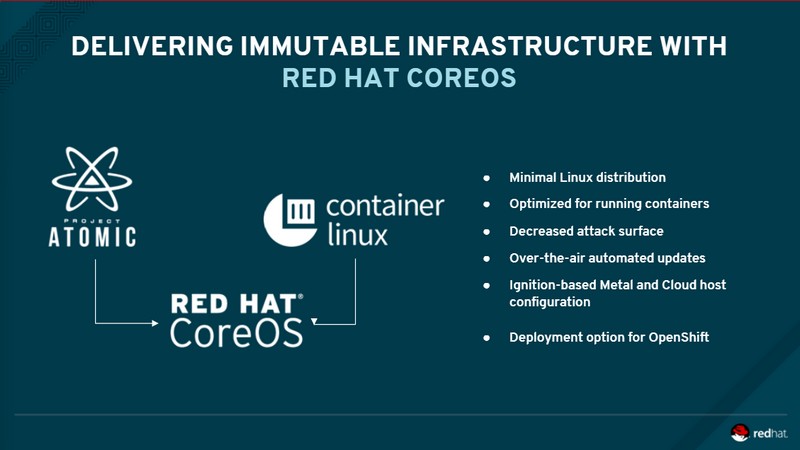 DELIVERING IMMUTABLE INFRASTRUCTURE WITH
RED HAT COREOS
PROJECT
ATOMIC
container
linux
RED HAT®
CoreOS
● Minimal Linux distribution
● Optimized for running containers
● Decreased attack surface
● Over-the-air automated updates
● Ignition-based Metal and Cloud host
configuration
● Deployment option for OpenShift
redhat.